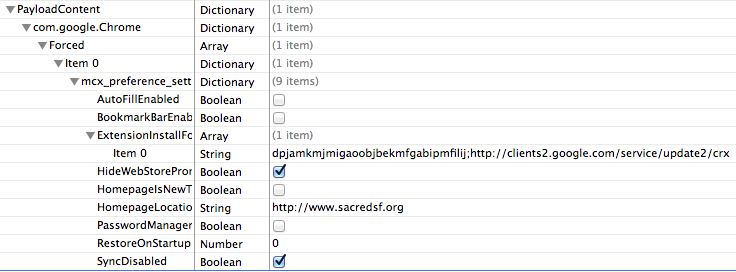 PayloadContent Dictionary (1 item)
com.google.Chrome Dictionary (1 item)
Forced Array (1 item)
Item 0 Dictionary (1 item)
mcx_preference_sett Dictionary (9 items)
AutoFillEnabled Boolean
BookmarkBarEnab Boolean
ExtensionInstallFo Array (1 item)
Item 0 String dpjamkmjmigaoobjbekmfgabipmfilij;http://clients2.google.com/service/update2/crx
HideWebStorePron Boolean
HomepageIsNewT Boolean
HomepageLocatio String http://www.sacredsf.org
PasswordManager Boolean
RestoreOnStartup Number 0
SyncDisabled Boolean